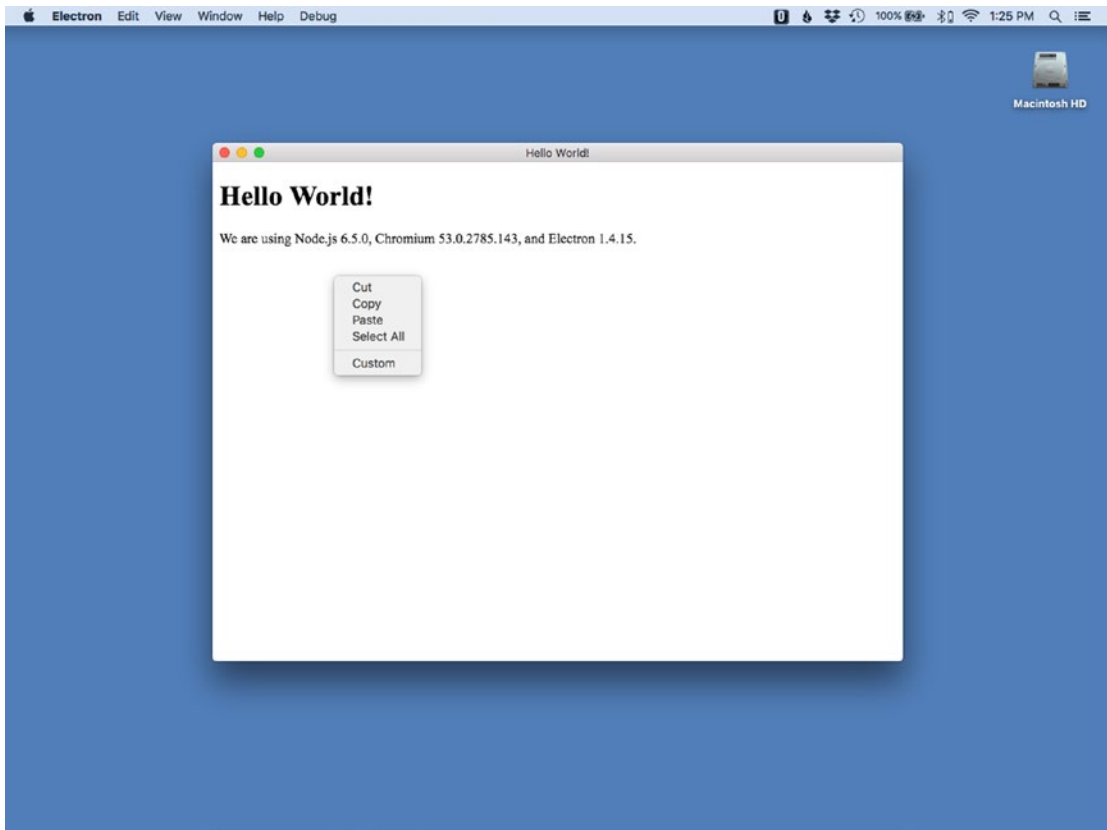 Electron Edit View Window Help Debug 100% 1:25 PM
Macintosh HD
Hello World!
Hello World!
We are using Node.js 6.5.0, Chromium 53.0.2785.143, and Electron 1.4.15.
Cut
Copy
Paste
Select All
Custom